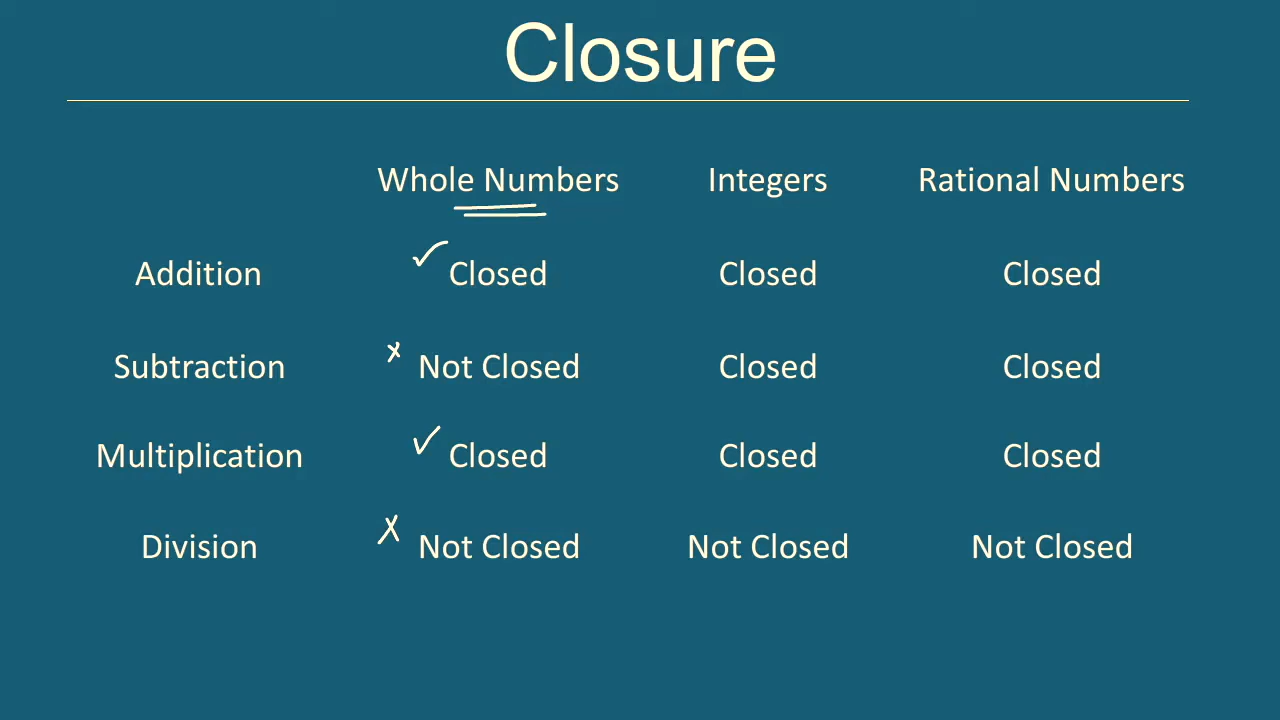 Closure
Whole Numbers Integers Rational Numbers
Addition ✓ Closed Closed Closed
Subtraction x Not Closed Closed Closed
Multiplication ✓ Closed Closed Closed
Division X Not Closed Not Closed Not Closed